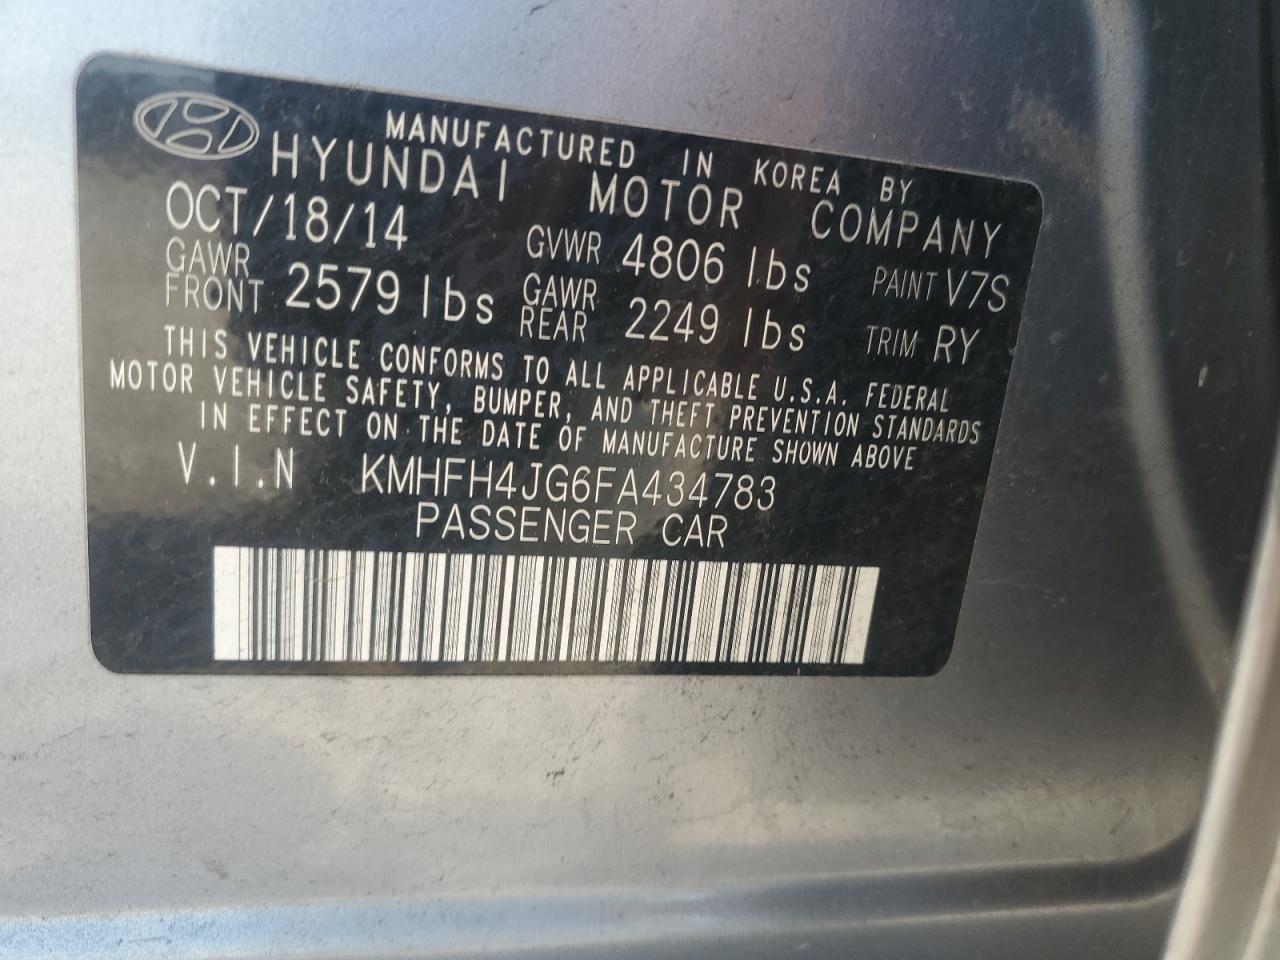 MANUFACTURED IN KOREA BY
HYUNDAI MOTOR COMPANY
OCT/18/14 GVWR 4806 lbs PAINT V7S
GAWR FRONT 2579 lbs GAWR REAR 2249 lbs TRIM RY
THIS VEHICLE CONFORMS TO ALL APPLICABLE U.S.A. FEDERAL
MOTOR VEHICLE SAFETY, BUMPER, AND THEFT PREVENTION STANDARDS
IN EFFECT ON THE DATE OF MANUFACTURE SHOWN ABOVE
V.I.N KMHFH4JG6FA434783
PASSENGER CAR